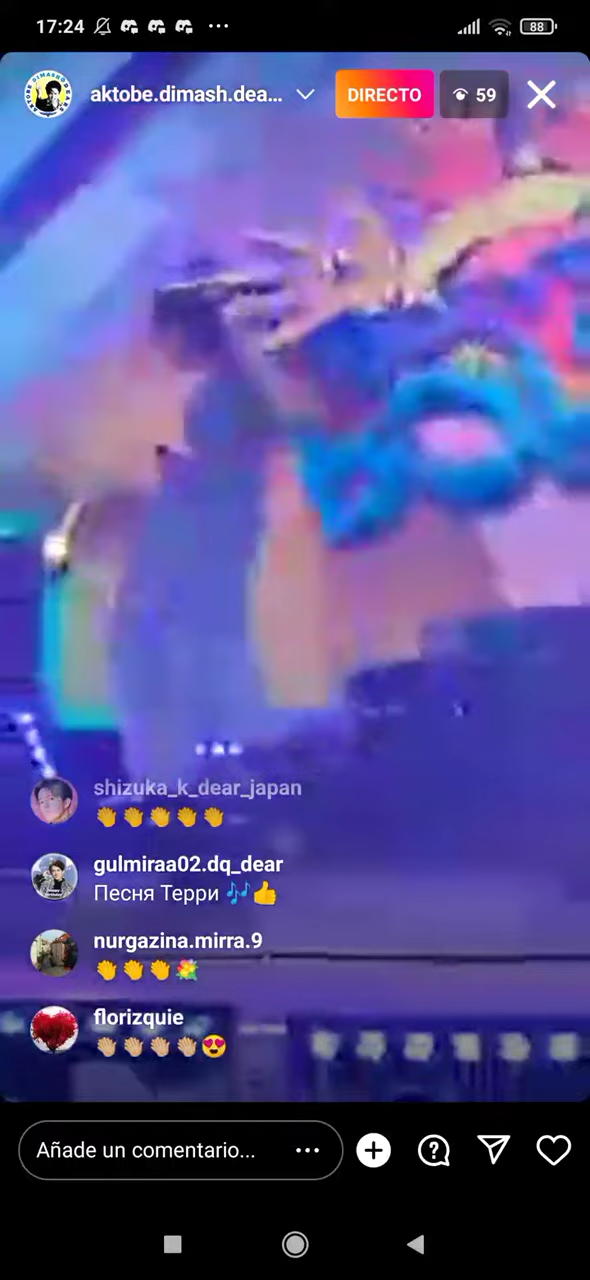 17:24
88
aktobe.dimash.dea...
DIRECTO
59
shizuka_k_dear_japan
👏👏👏👏👏
gulmiraa02.dq_dear
Песня Терри 🎶👍
nurgazina.mirra.9
👏👏👏💐
florizquie
👏🏼👏🏼👏🏼👏🏼😍
Añade un comentario...